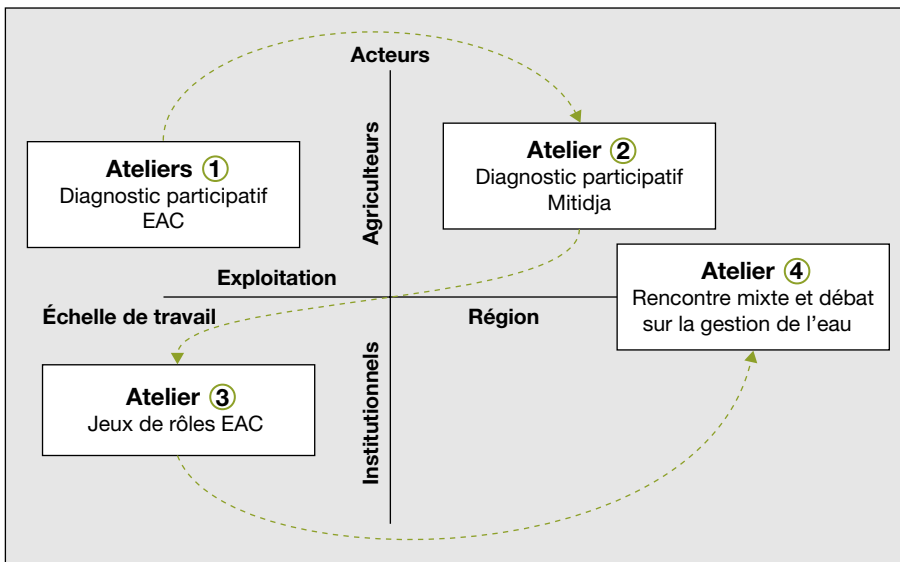 Acteurs
Ateliers 1
Diagnostic participatif
EAC
Agriculteurs
Atelier 2
Diagnostic participatif
Mitidja
Exploitation
Échelle de travail
Région
Atelier 4
Rencontre mixte et débat
sur la gestion de l'eau
Atelier 3
Jeux de rôles EAC
Institutionnels